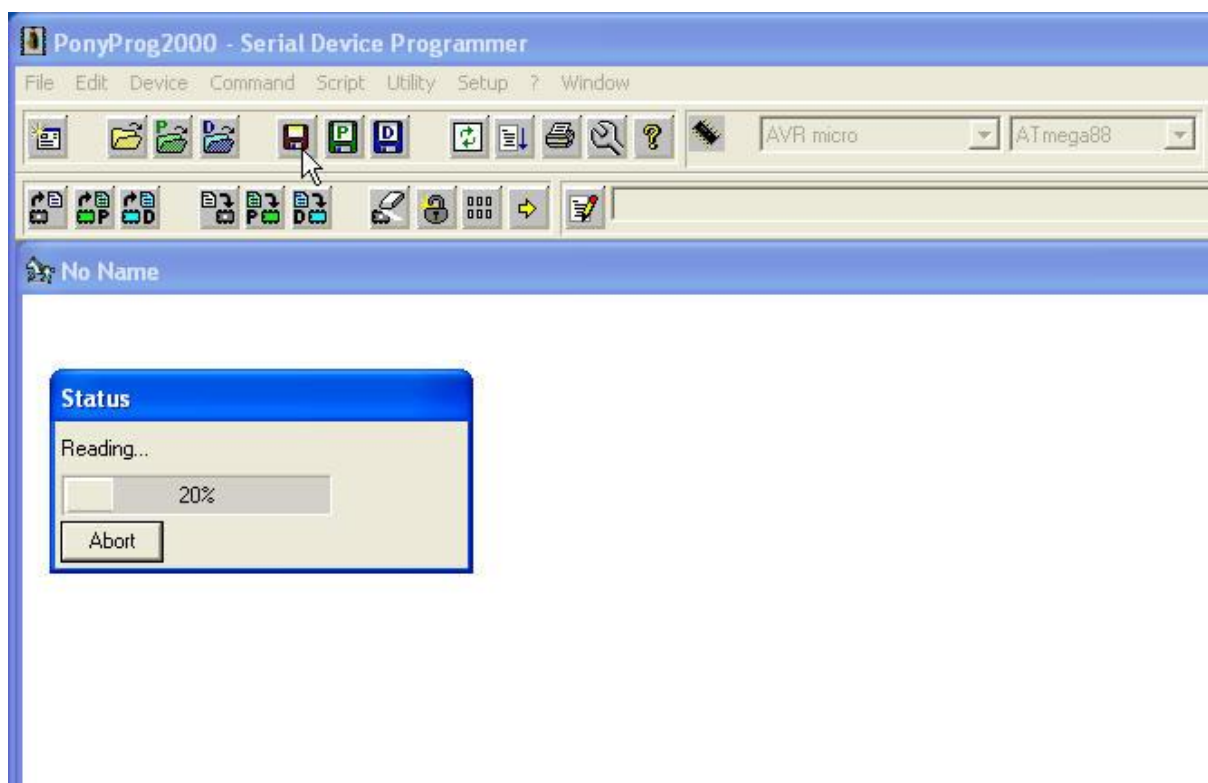 PonyProg2000 - Serial Device Programmer
File Edit Device Command Script Utility Setup ? Window
P D P D ? AVR micro ATmega88
P D P D
No Name
Status
Reading...
20%
Abort